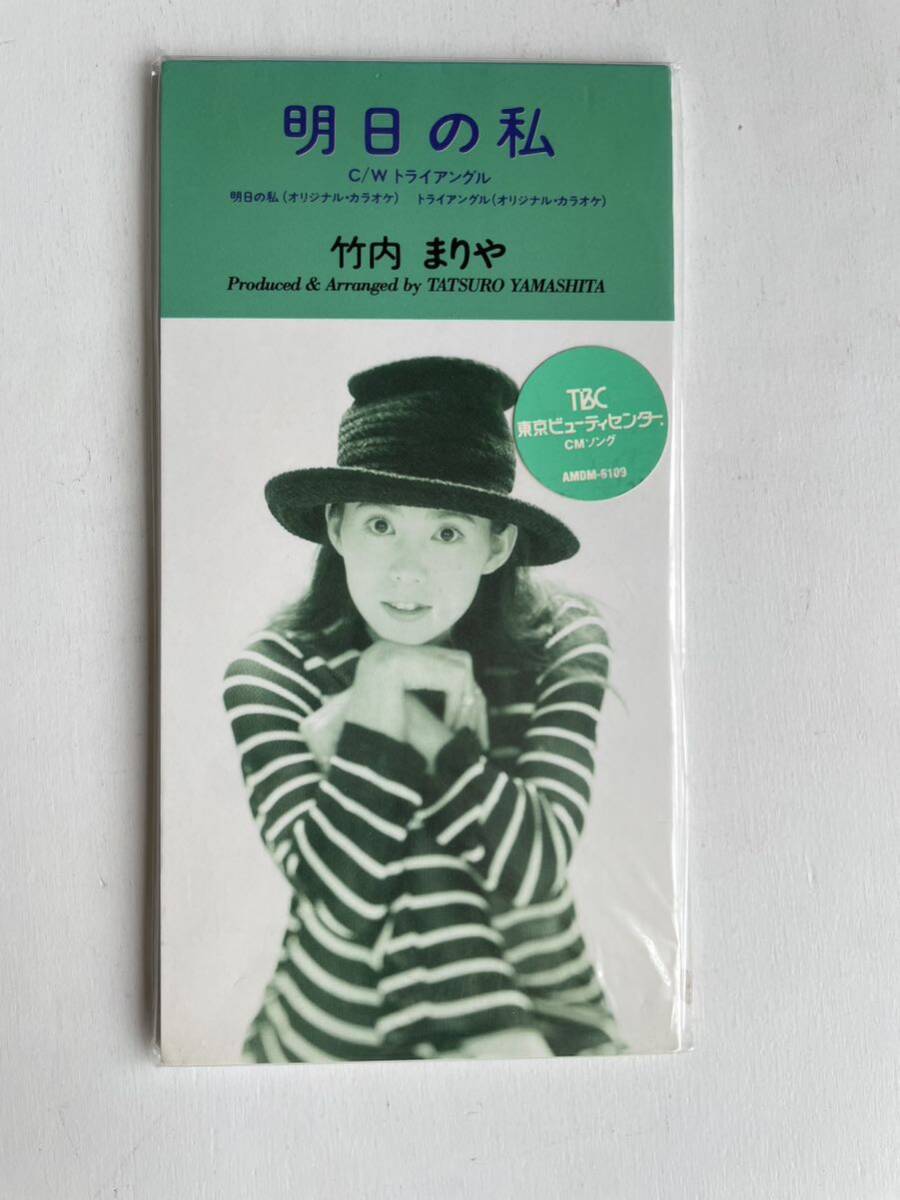 明日の私
C/W トライアングル
明日の私(オリジナル・カラオケ) トライアングル(オリジナル・カラオケ)
竹内 まりや
Produced & Arranged by TATSURO YAMASHITA
TBC
東京ビューティセンター.
CMソング
AMDM-6109